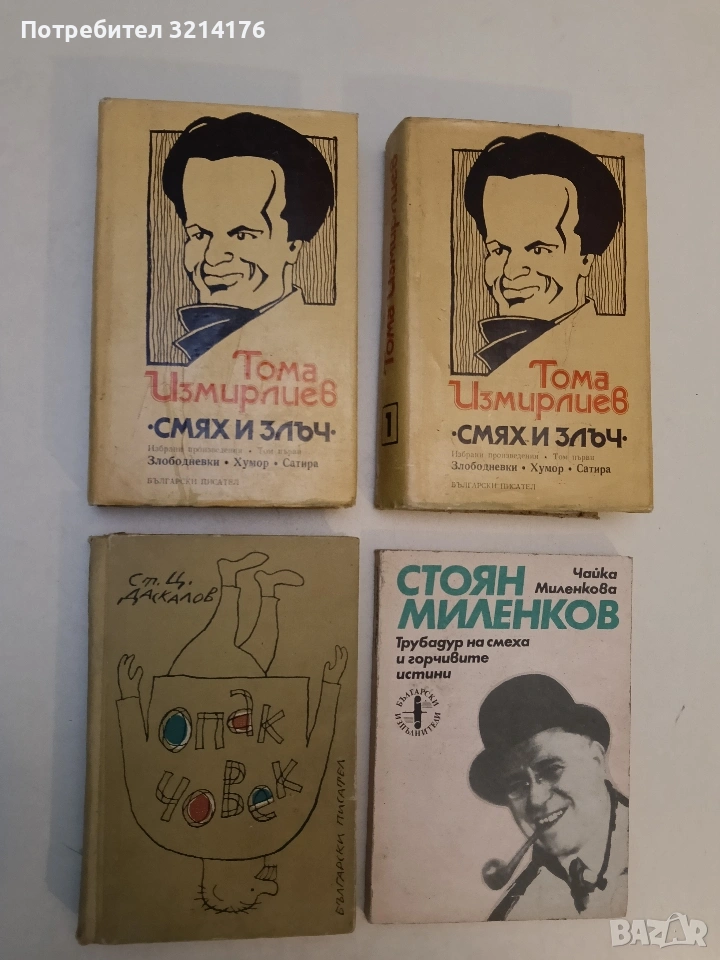 Потребител 3214176
Тома
Измирлиев
•СМЯХ И ЗЛЪЧ•
Избрани произведения • Том първи
Злободневки • Хумор • Сатира
БЪЛГАРСКИ ПИСАТЕЛ
Тома Измирлиев
1
Тома
Измирлиев
•СМЯХ И ЗЛЪЧ•
Избрани произведения • Том първи
Злободневки • Хумор • Сатира
БЪЛГАРСКИ ПИСАТЕЛ
Ст. Ц.
ДАСКАЛОВ
опак
човек
БЪЛГАРСКИ ПИСАТЕЛ
Чайка
Миленкова
СТОЯН
МИЛЕНКОВ
Трубадур на смеха
и горчивите
истини
БЪЛГАРСКИ
ИЗПЪЛНИТЕЛИ
BAZAR